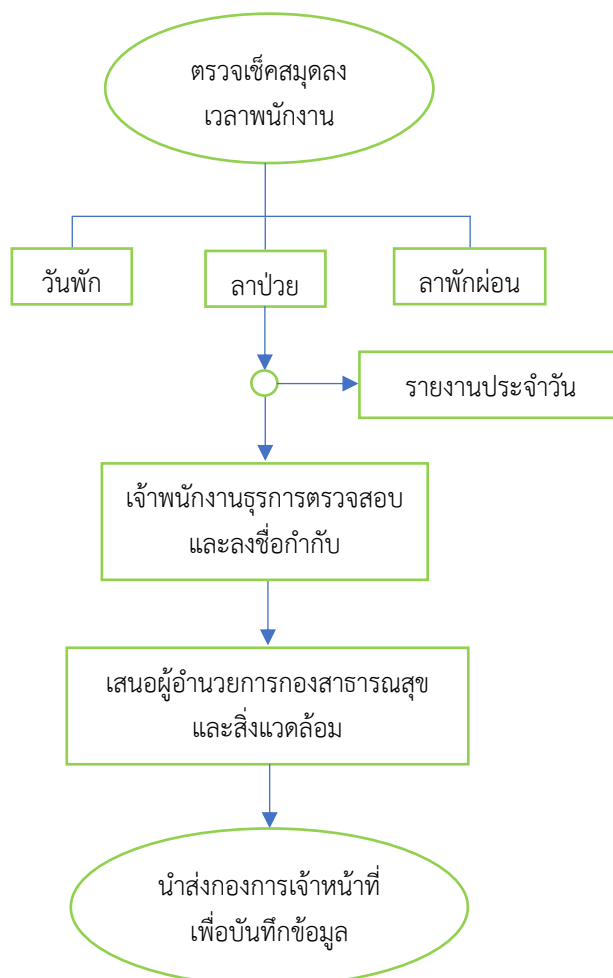 ตรวจเช็คสมุดลง
เวลาพนักงาน
วันพัก
ลาป่วย
ลาพักผ่อน
รายงานประจำวัน
เจ้าพนักงานธุรการตรวจสอบ
และลงชื่อกำกับ
เสนอผู้อำนวยการกองสาธารณสุข
และสิ่งแวดล้อม
นำส่งกองการเจ้าหน้าที่
เพื่อบันทึกข้อมูล